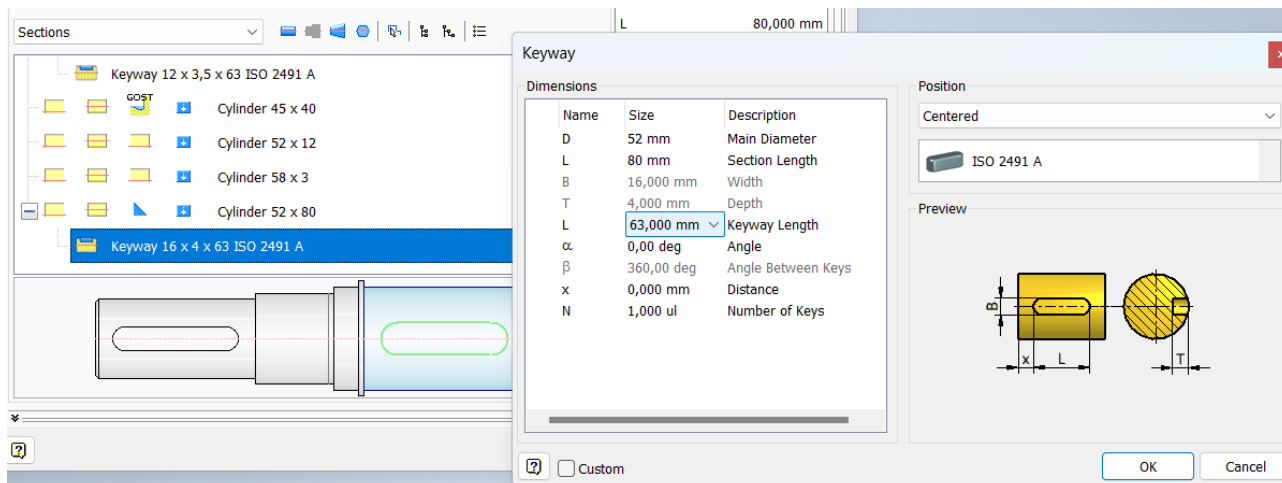 L 80,000 mm
Sections
Keyway 12 x 3,5 x 63 ISO 2491 A
GOST
Cylinder 45 x 40
Cylinder 52 x 12
Cylinder 58 x 3
Cylinder 52 x 80
Keyway 16 x 4 x 63 ISO 2491 A
Keyway
Dimensions
Name Size Description
D 52 mm Main Diameter
L 80 mm Section Length
B 16,000 mm Width
T 4,000 mm Depth
L 63,000 mm Keyway Length
α 0,00 deg Angle
β 360,00 deg Angle Between Keys
x 0,000 mm Distance
N 1,000 ul Number of Keys
Custom
Position
Centered
ISO 2491 A
Preview
B
x L T
OK Cancel